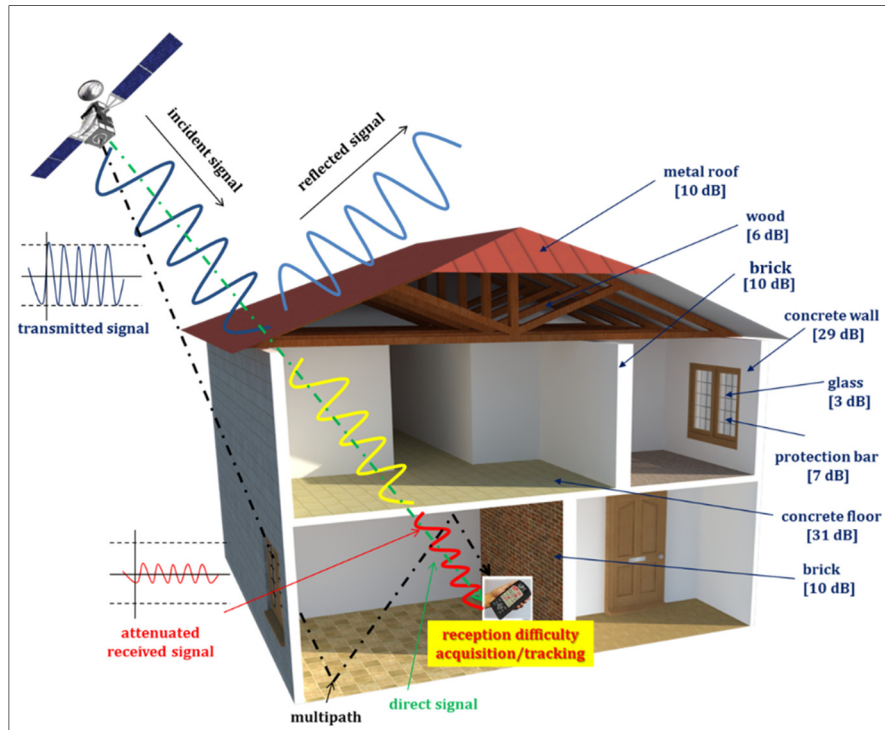 incident signal
reflected signal
transmitted signal
metal roof
[10 dB]
wood
[6 dB]
brick
[10 dB]
concrete wall
[29 dB]
glass
[3 dB]
protection bar
[7 dB]
concrete floor
[31 dB]
brick
[10 dB]
attenuated
received signal
reception difficulty
acquisition/tracking
direct signal
multipath